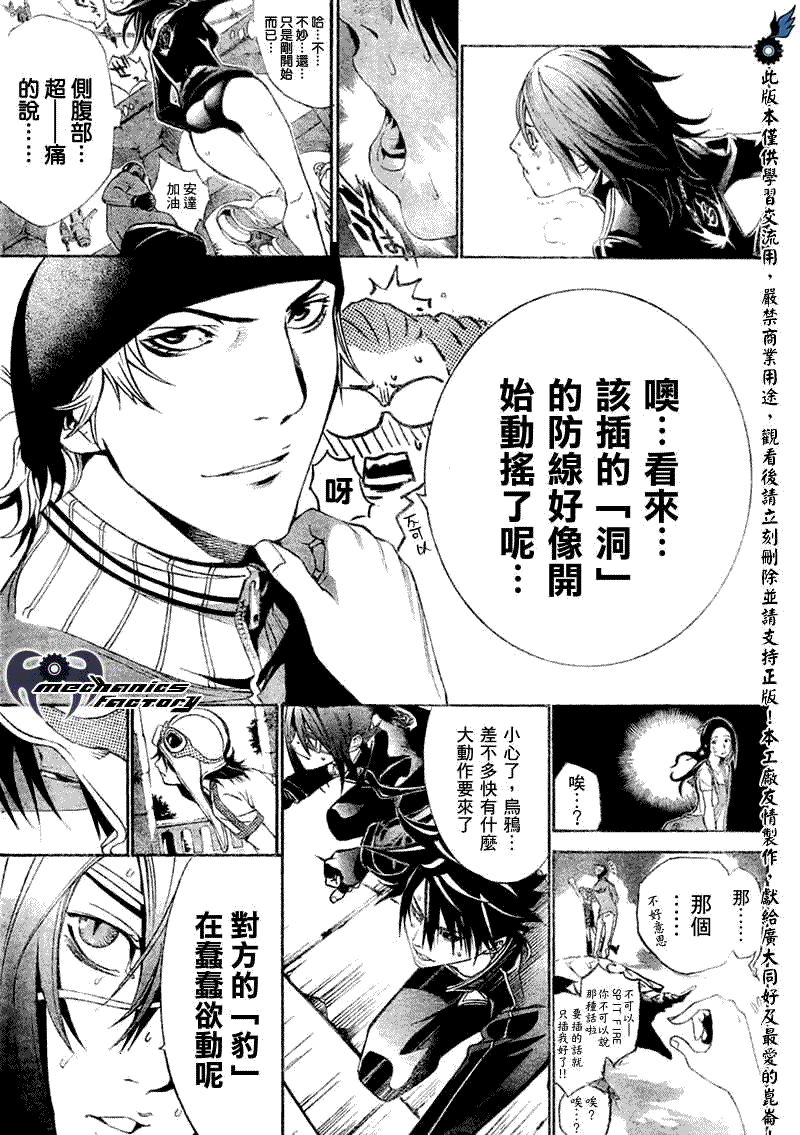 此版本僅供學習交流用，嚴禁商業用途，觀看後請立刻刪除並請支持正版！本工廠友情製作，獻給廣大同好及最愛的崑崙！
哈…不…
不妙…還…
只是剛開始
而已…
側腹部…
超——痛
的說……
安達
加油
噢…看來…
該插的「洞」
的防線好像開
始動搖了呢…
呀
不可以
mechanics
Factory
唉…？
那……
那個
……
不好意思
不可以——
SPIT FIRE
你不可以說
那種話啦
要插的話就
只插我好了!!
唉？
唉…？
小心了，烏鴉…
差不多快有什麼
大動作要來了
對方的「豹」
在蠢蠢欲動呢